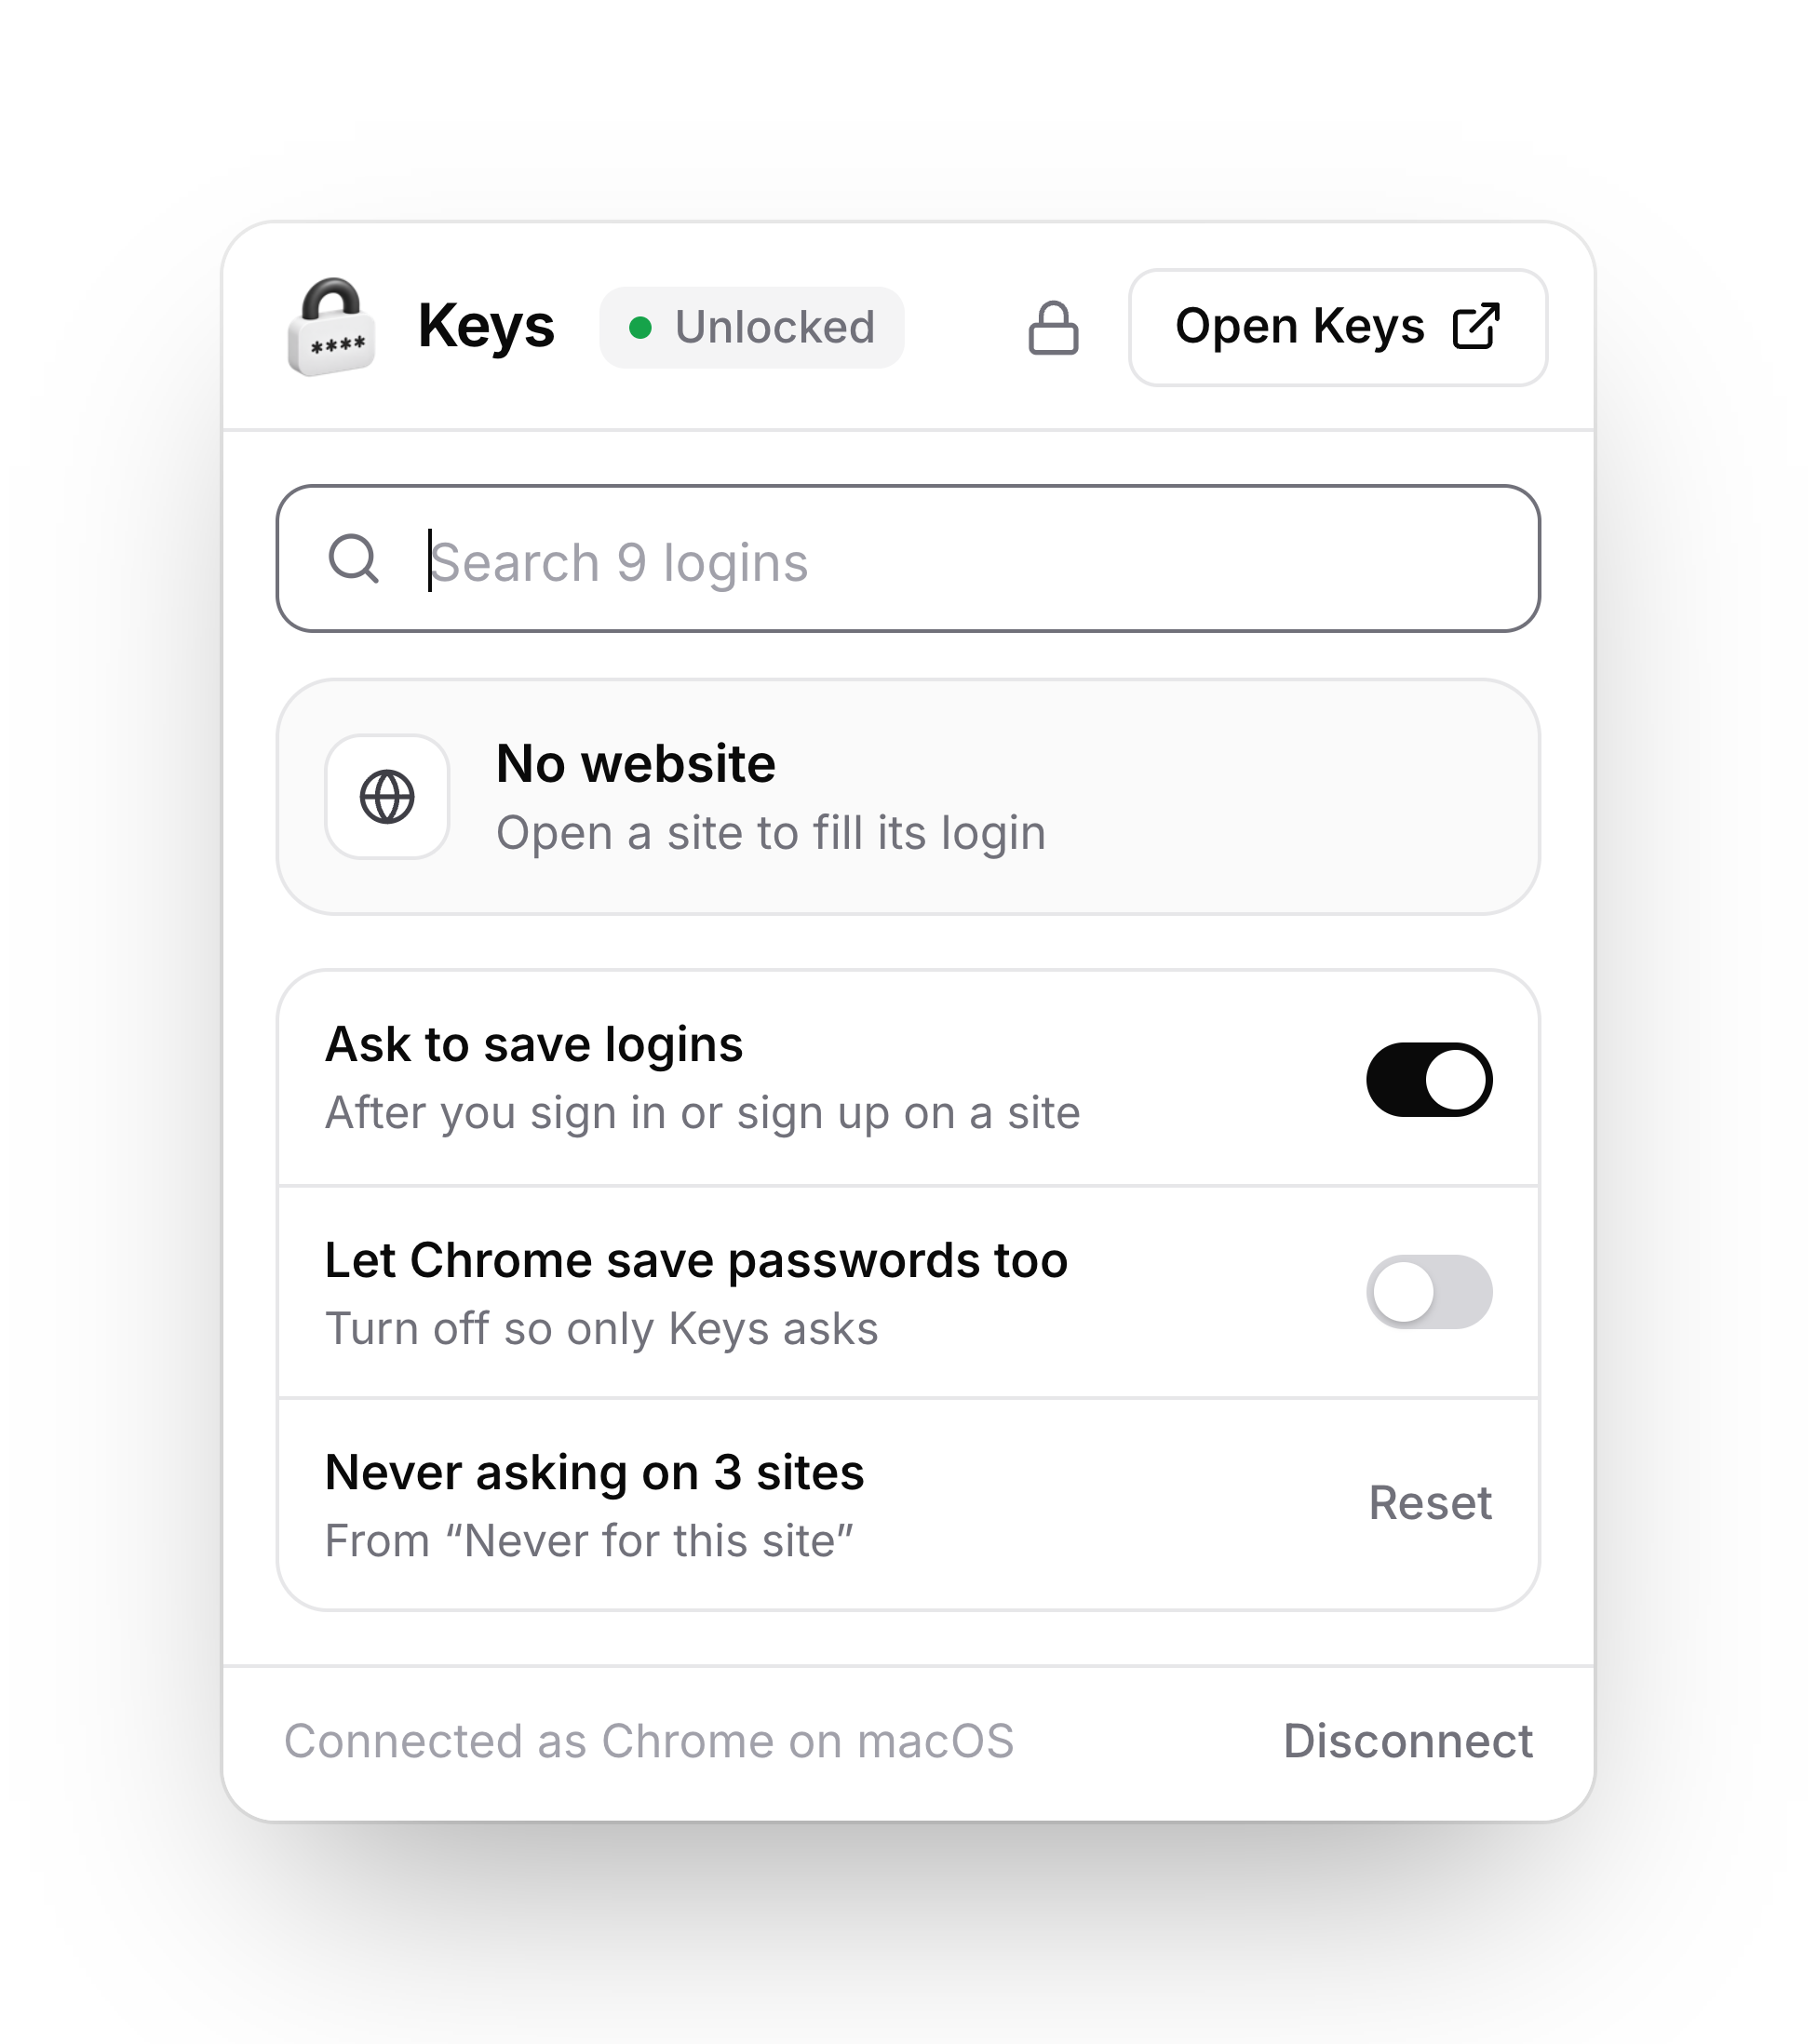 ****
Keys
Unlocked
Open Keys
Search 9 logins
No website
Open a site to fill its login
Ask to save logins
After you sign in or sign up on a site
Let Chrome save passwords too
Turn off so only Keys asks
Never asking on 3 sites
From “Never for this site”
Reset
Connected as Chrome on macOS
Disconnect